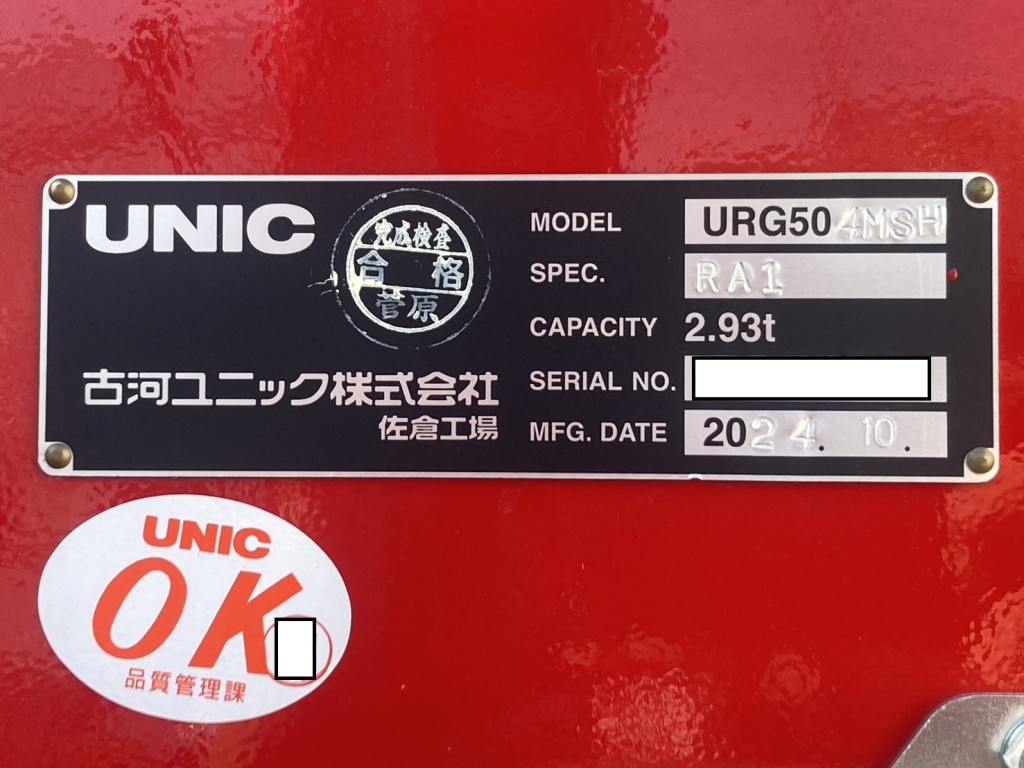 UNIC
完成検査
合格
菅原
古河ユニック株式会社
佐倉工場
MODEL URG504MSH
SPEC. RA1
CAPACITY 2.93t
SERIAL NO.
MFG. DATE 2024. 10.
UNIC
OK
品質管理課